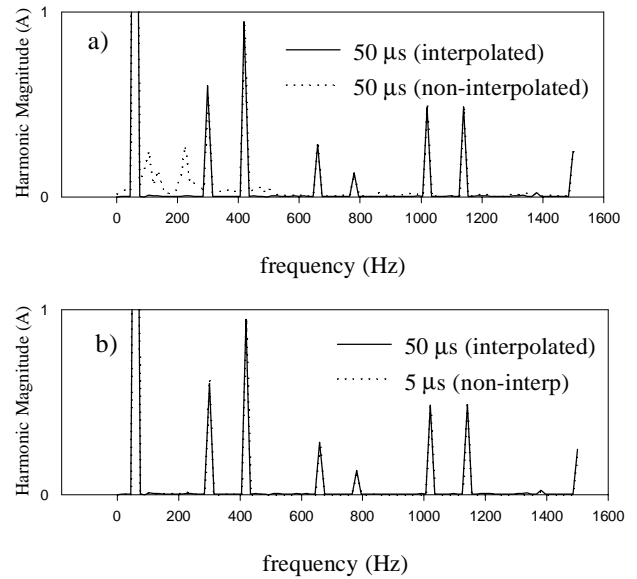 1
a)
50 μs (interpolated)
50 μs (non-interpolated)
Harmonic Magnitude (A)
0
0 200 400 600 800 1000 1200 1400 1600
frequency (Hz)
1
b)
50 μs (interpolated)
5 μs (non-interp)
Harmonic Magnitude (A)
0
0 200 400 600 800 1000 1200 1400 1600
frequency (Hz)